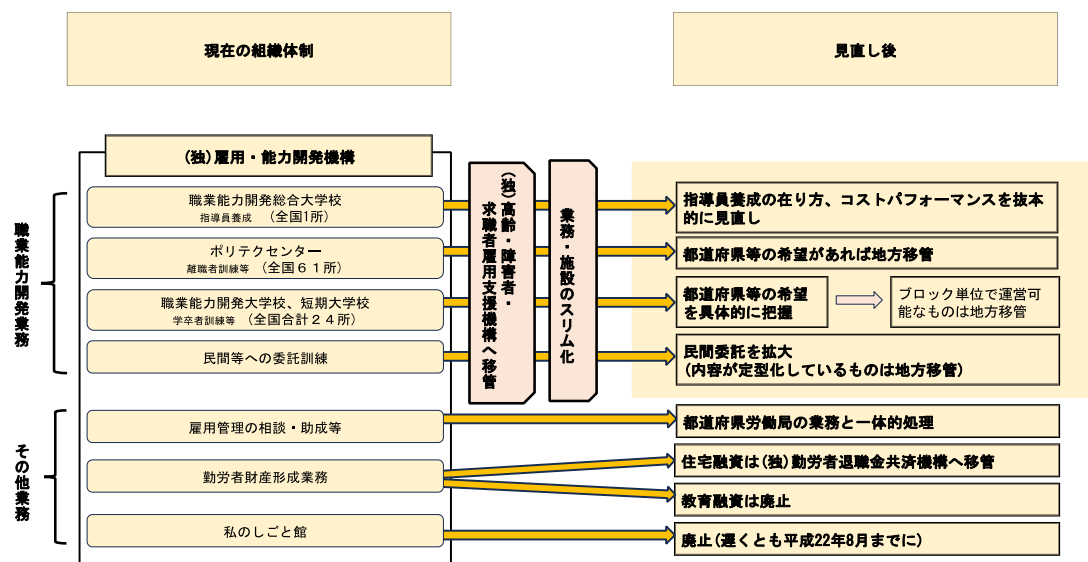 現在の組織体制
見直し後
(独)雇用・能力開発機構
職業能力開発業務
職業能力開発総合大学校
指導員養成 (全国1所)
ポリテクセンター
離職者訓練等 (全国６１所)
職業能力開発大学校、短期大学校
学卒者訓練等 (全国合計２４所)
民間等への委託訓練
(独)高齢・障害者・
求職者雇用支援機構へ移管
業務・施設のスリム化
指導員養成の在り方、コストパフォーマンスを抜本
的に見直し
都道府県等の希望があれば地方移管
都道府県等の希望
を具体的に把握
ブロック単位で運営可
能なものは地方移管
民間委託を拡大
(内容が定型化しているものは地方移管)
その他業務
雇用管理の相談・助成等
勤労者財産形成業務
私のしごと館
都道府県労働局の業務と一体的処理
住宅融資は(独)勤労者退職金共済機構へ移管
教育融資は廃止
廃止(遅くとも平成22年8月までに)